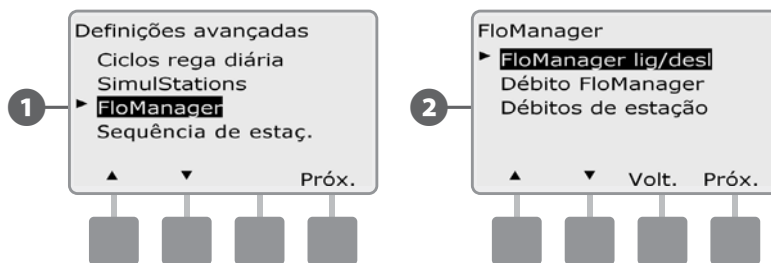 1
Definições avançadas
Ciclos rega diária
SimulStations
FloManager
Sequência de estaç.
Próx.
2
FloManager
FloManager lig/desl
Débito FloManager
Débitos de estação
Volt. Próx.